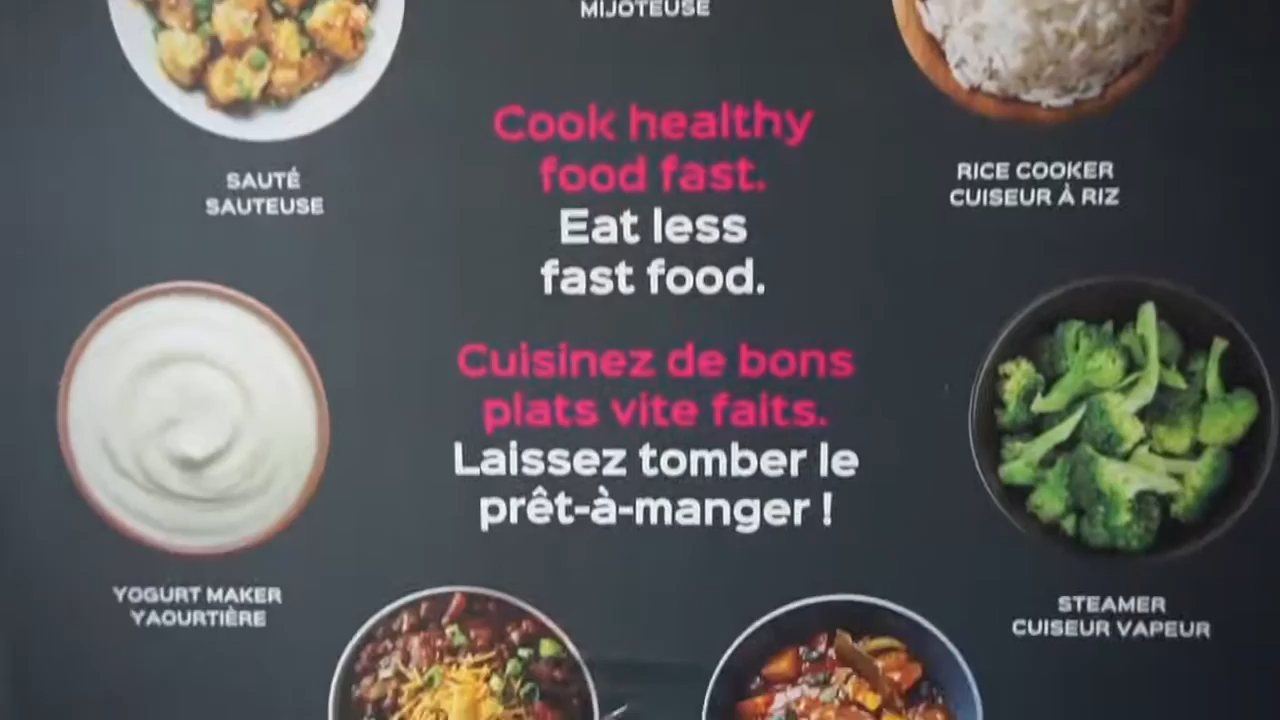 MIJOTEUSE
SAUTÉ
SAUTEUSE
Cook healthy
food fast.
Eat less
fast food.
RICE COOKER
CUISEUR À RIZ
Cuisinez de bons
plats vite faits.
Laissez tomber le
prêt-à-manger !
YOGURT MAKER
YAOURTIÈRE
STEAMER
CUISEUR VAPEUR